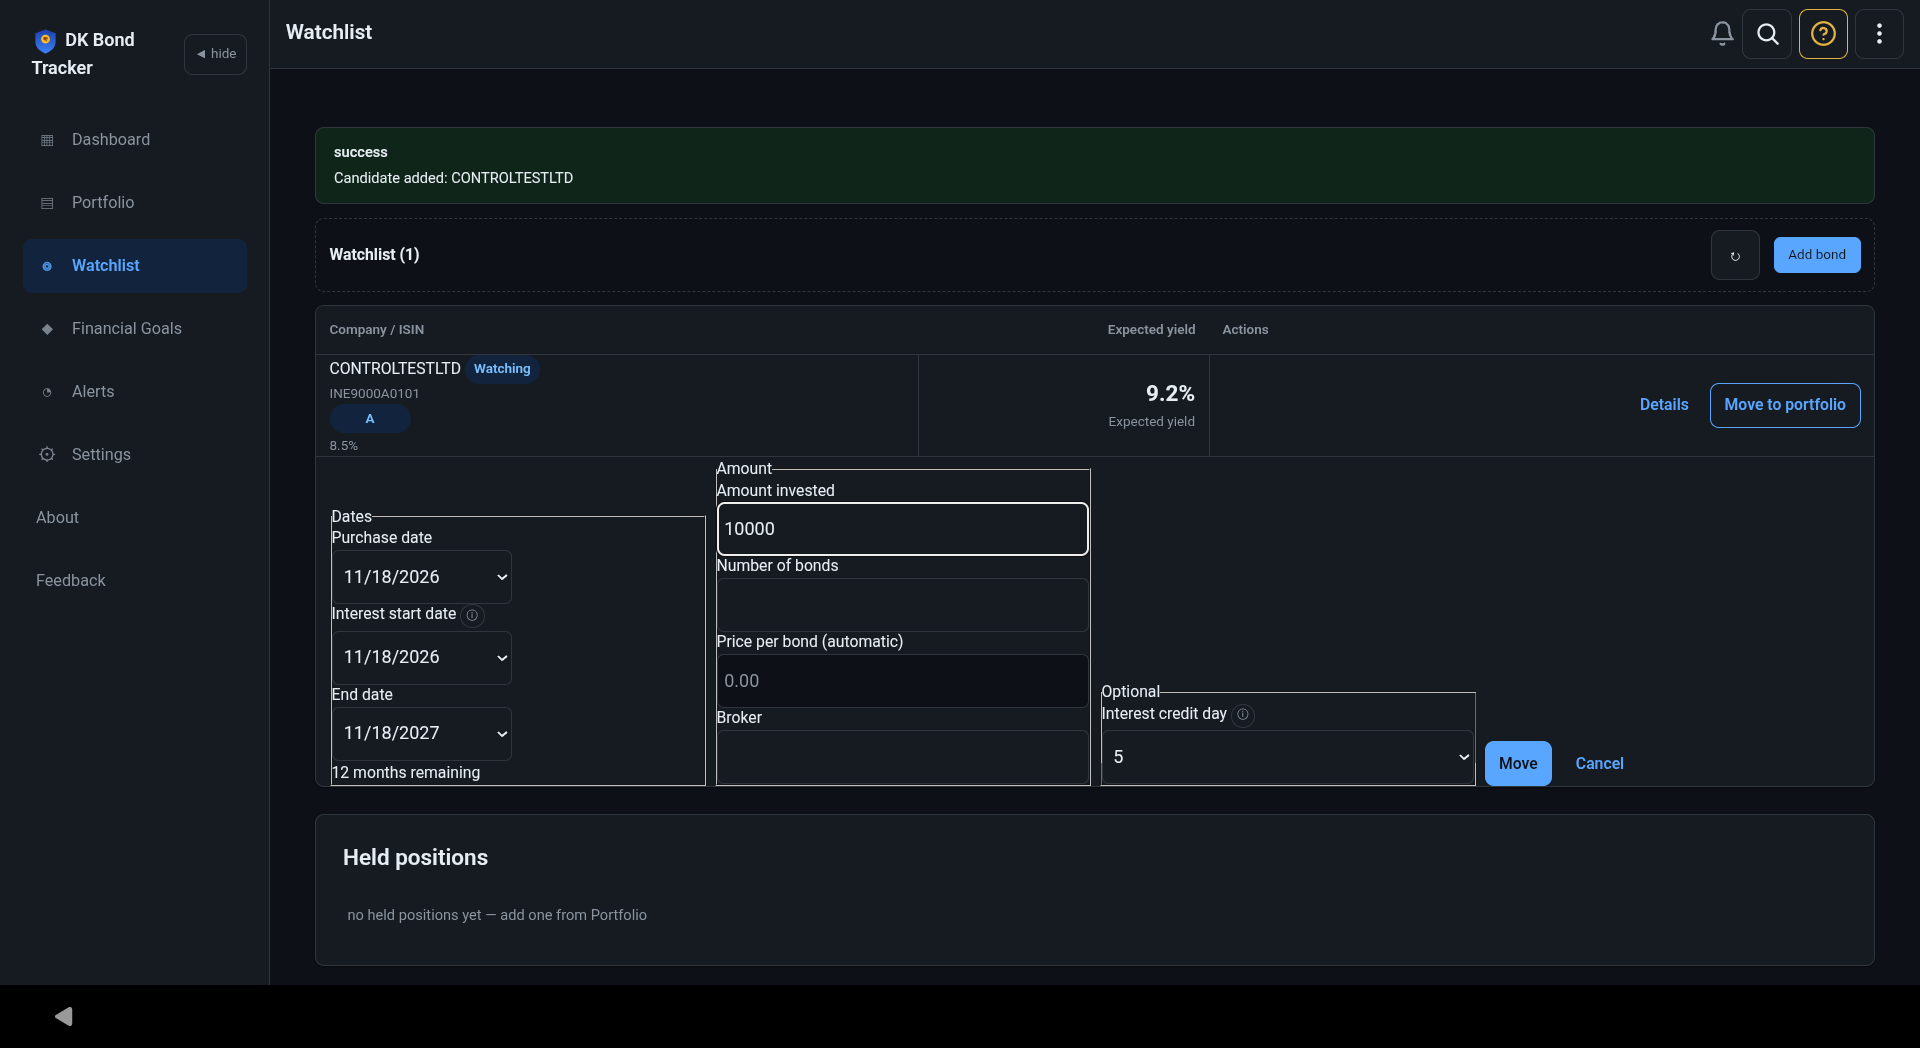 DK Bond
Tracker
◄ hide
Dashboard
Portfolio
Watchlist
Financial Goals
Alerts
Settings
About
Feedback
Watchlist
success
Candidate added: CONTROLTESTLTD
Watchlist (1)
Add bond
Company / ISIN
Expected yield
Actions
CONTROLTESTLTD Watching
INE9000A0101
A
8.5%
9.2%
Expected yield
Details
Move to portfolio
Dates
Purchase date
11/18/2026
Interest start date
11/18/2026
End date
11/18/2027
12 months remaining
Amount
Amount invested
10000
Number of bonds
Price per bond (automatic)
0.00
Broker
Optional
Interest credit day
5
Move
Cancel
Held positions
no held positions yet — add one from Portfolio